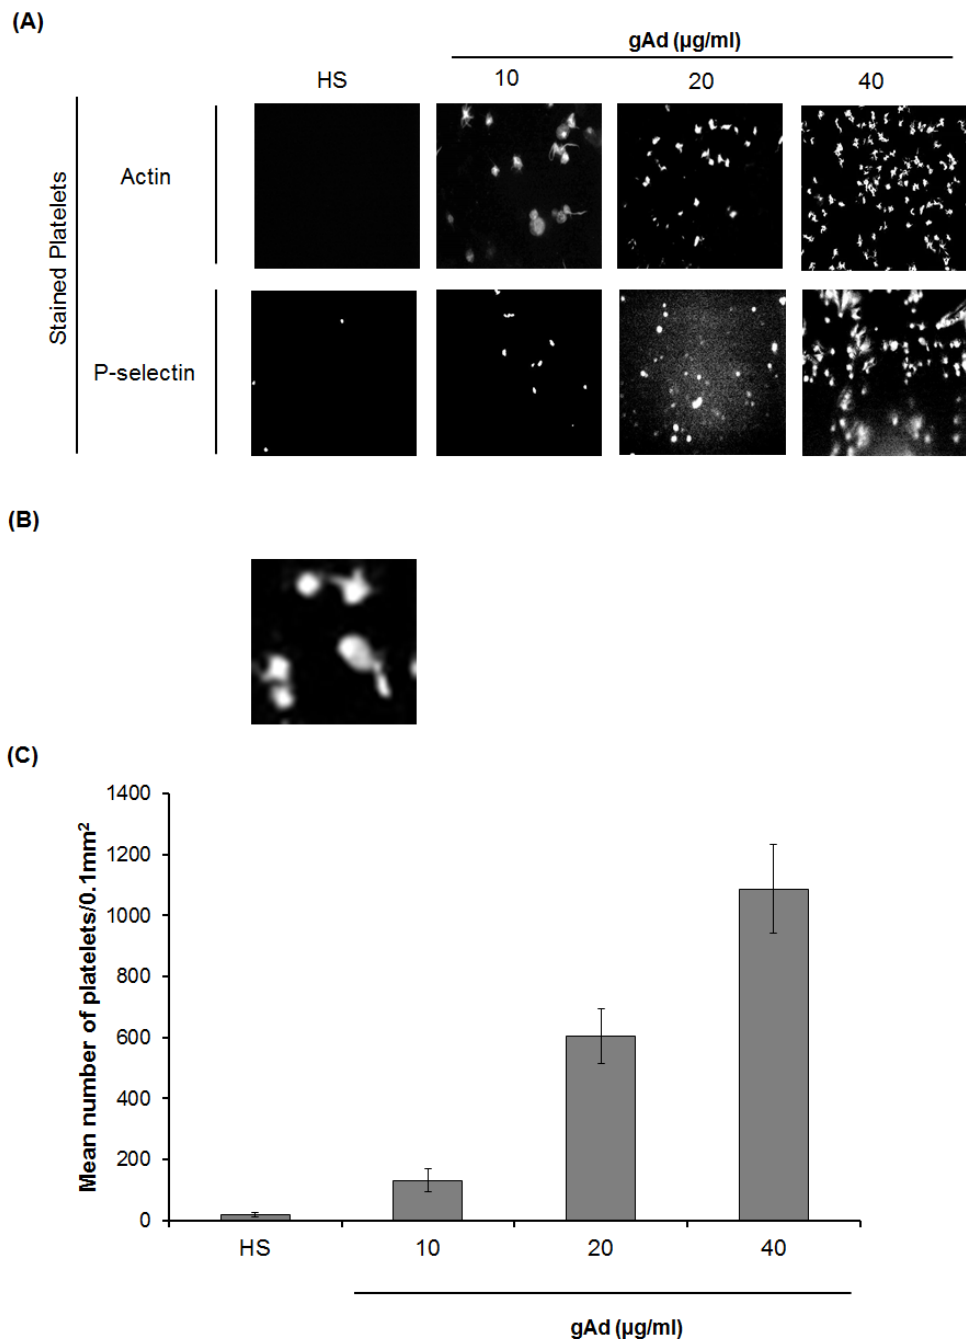 (A)
gAd (µg/ml)
HS 10 20 40
Stained Platelets
Actin
P-selectin
(B)
(C)
Mean number of platelets/0.1mm²
1400
1200
1000
800
600
400
200
0
HS 10 20 40
gAd (µg/ml)